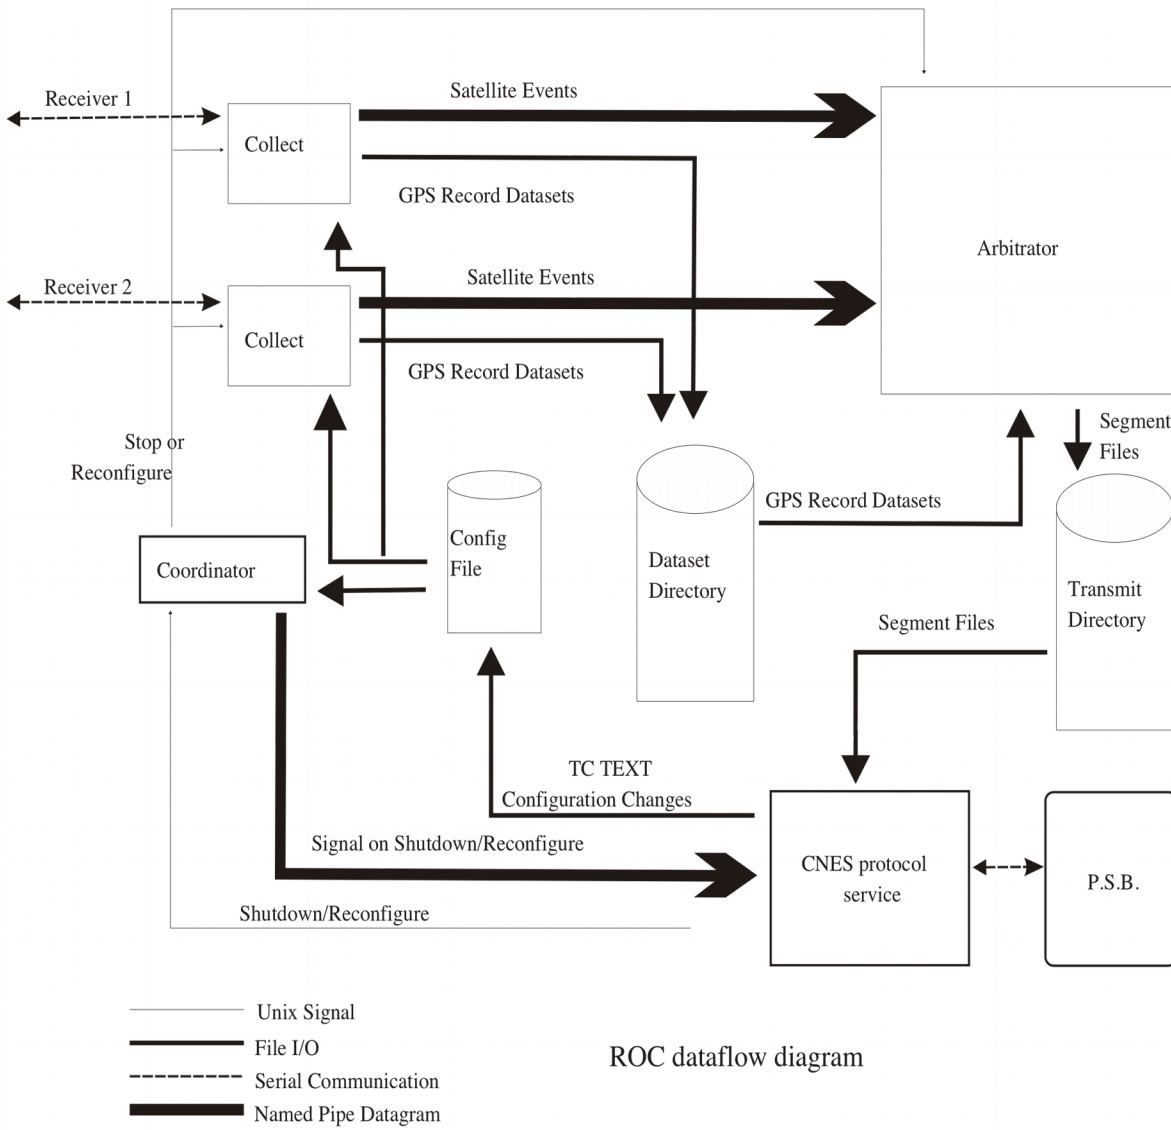 Satellite Events
Receiver 1
Collect
GPS Record Datasets
Arbitrator
Satellite Events
Receiver 2
Collect
GPS Record Datasets
Stop or
Reconfigure
Segment
Files
GPS Record Datasets
Config
File
Dataset
Directory
Coordinator
Transmit
Directory
Segment Files
TC TEXT
Configuration Changes
Signal on Shutdown/Reconfigure
CNES protocol
service
P.S.B.
Shutdown/Reconfigure
Unix Signal
File I/O
Serial Communication
Named Pipe Datagram
ROC dataflow diagram